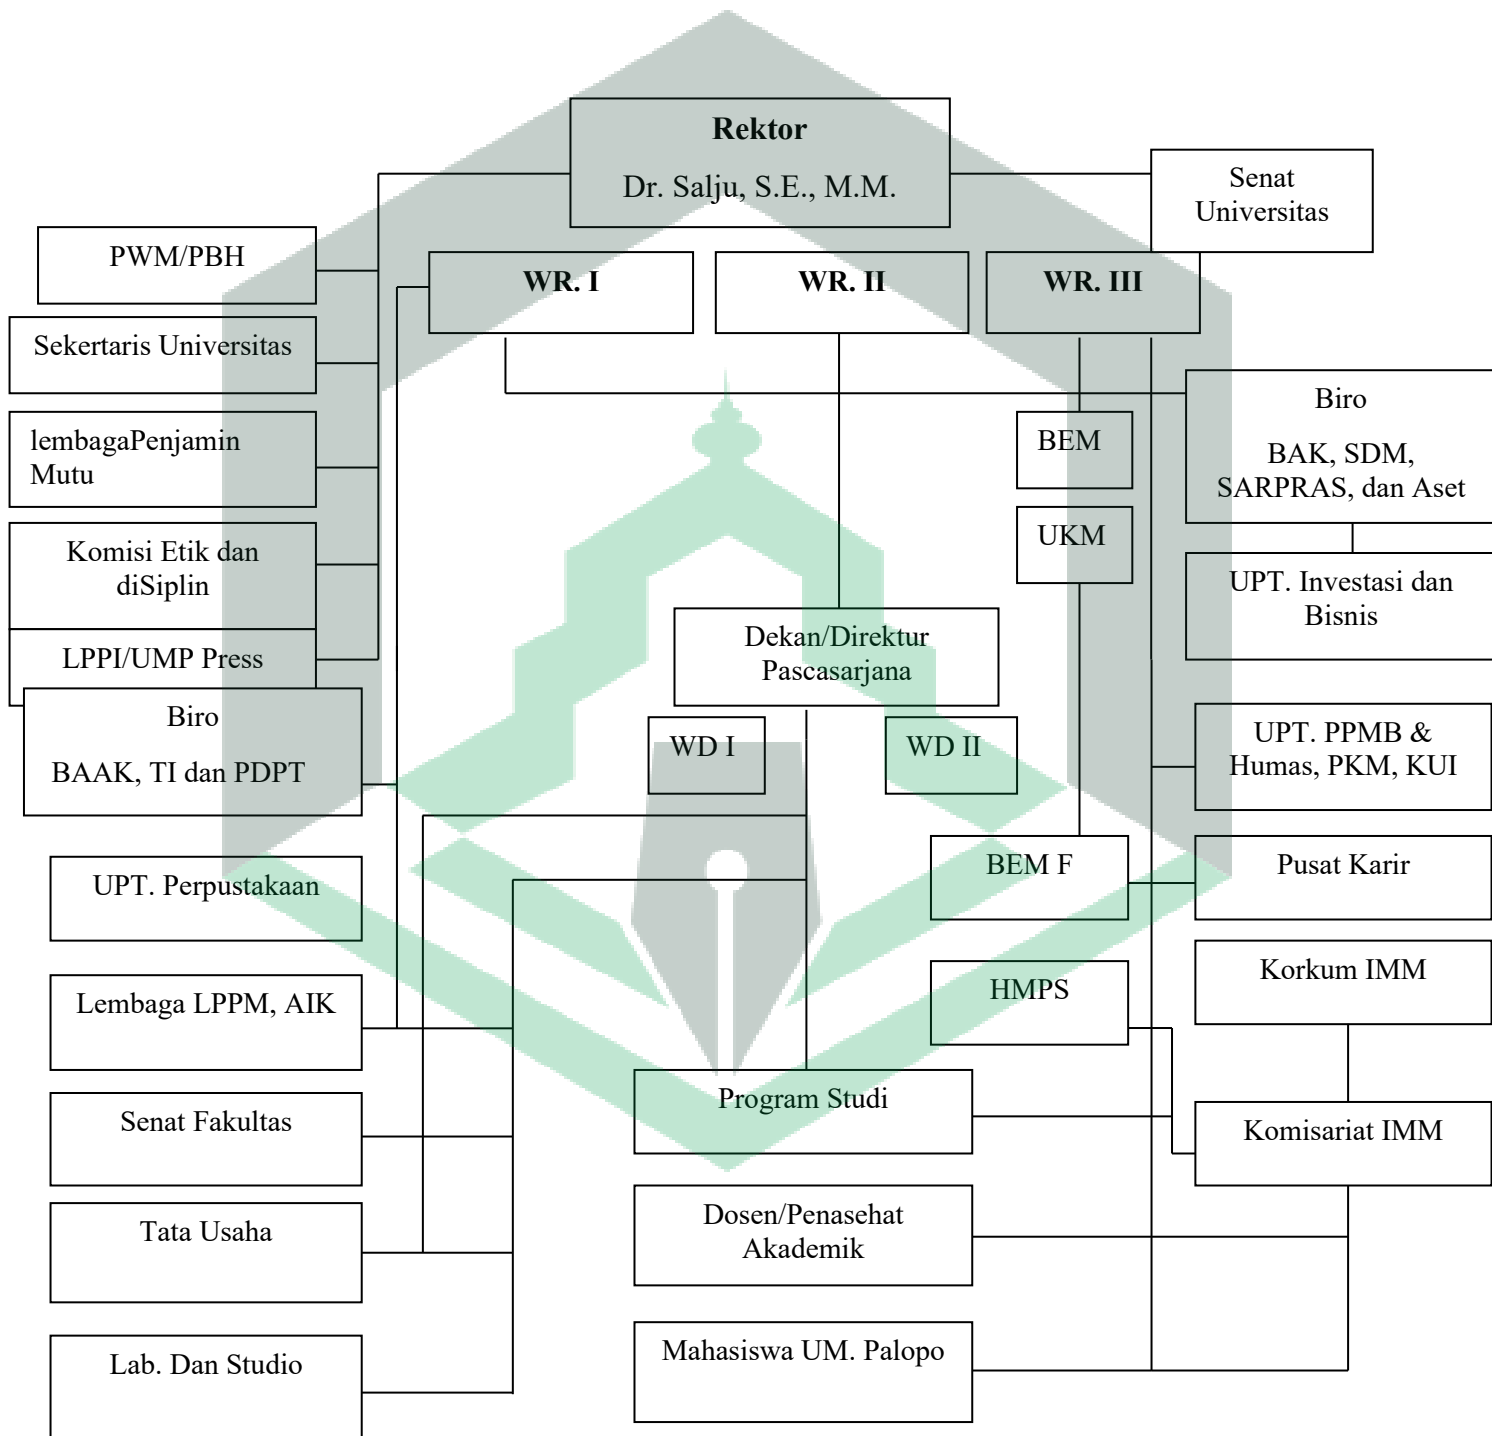 Rektor
Dr. Salju, S.E., M.M.
Senat
Universitas
PWM/PBH
WR. I
WR. II
WR. III
Sekertaris Universitas
Biro
BAK, SDM,
SARPRAS, dan Aset
lembagaPenjamin
Mutu
BEM
UKM
Komisi Etik dan
diSiplin
UPT. Investasi dan
Bisnis
LPPI/UMP Press
Dekan/Direktur
Pascasarjana
Biro
BAAK, TI dan PDPT
WD I
WD II
UPT. PPMB &
Humas, PKM, KUI
UPT. Perpustakaan
BEM F
Pusat Karir
Lembaga LPPM, AIK
HMPS
Korkum IMM
Senat Fakultas
Program Studi
Komisariat IMM
Tata Usaha
Dosen/Penasehat
Akademik
Lab. Dan Studio
Mahasiswa UM. Palopo